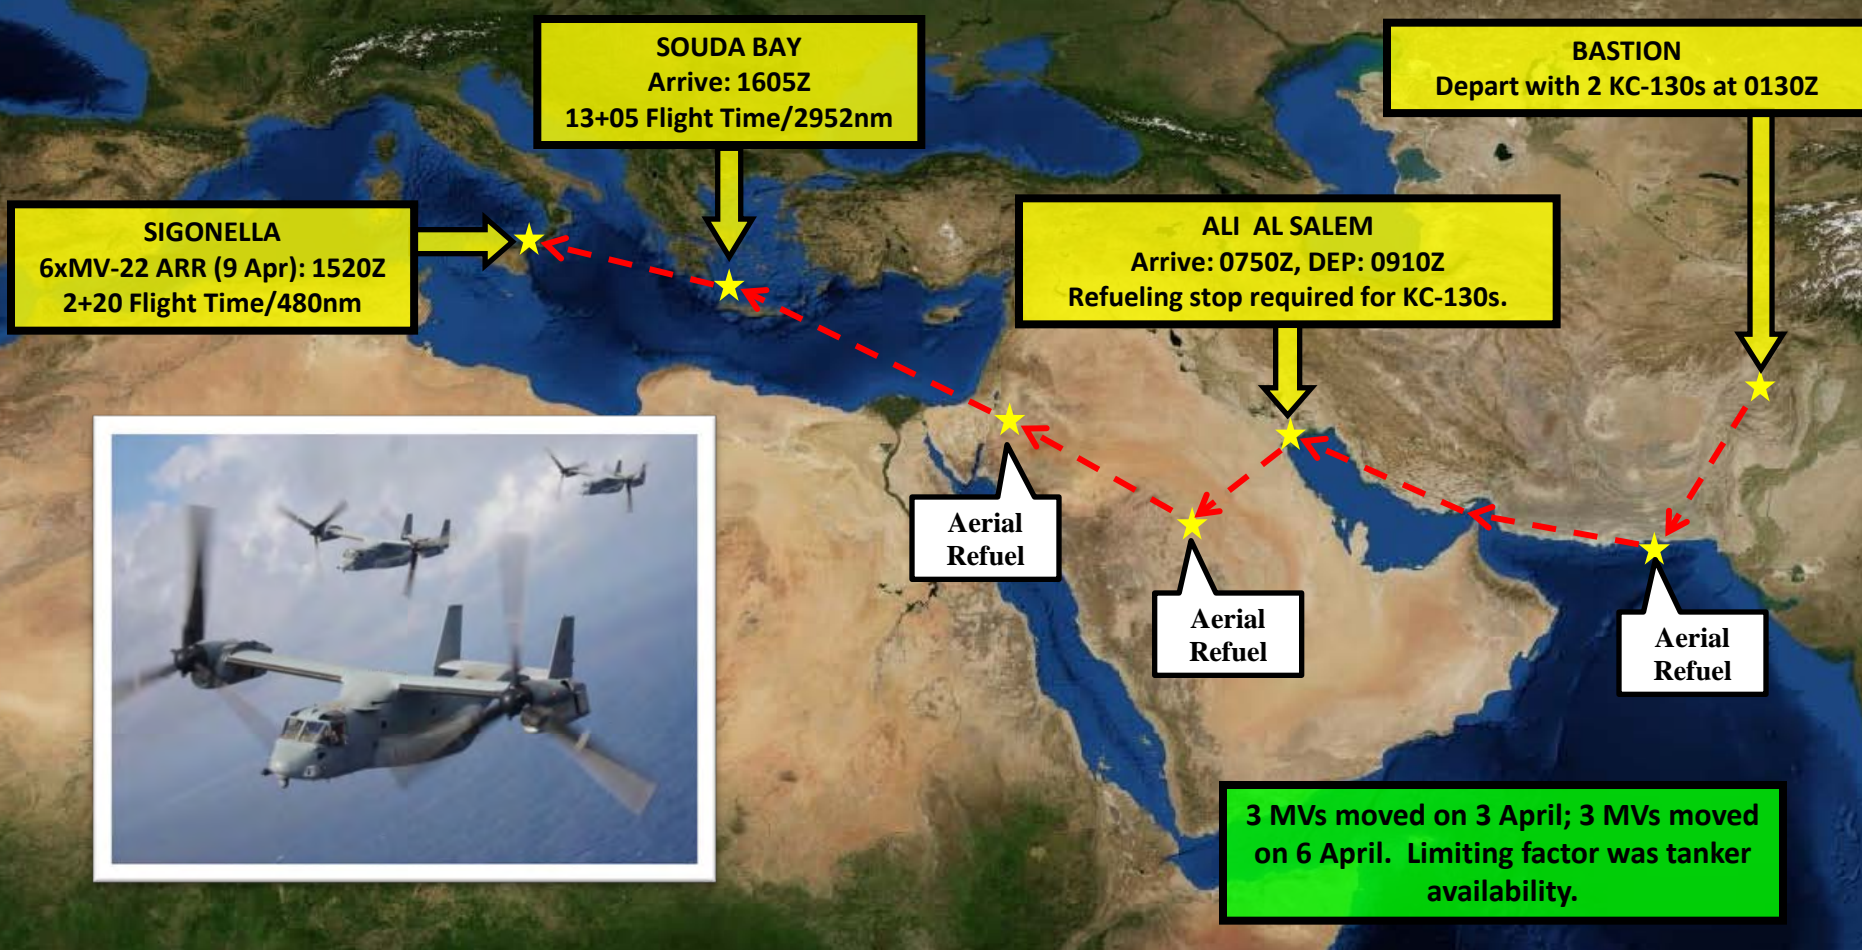 SOUDA BAY
Arrive: 1605Z
13+05 Flight Time/2952nm
BASTION
Depart with 2 KC-130s at 0130Z
SIGONELLA
6xMV-22 ARR (9 Apr): 1520Z
2+20 Flight Time/480nm
ALI  AL SALEM
Arrive: 0750Z, DEP: 0910Z
Refueling stop required for KC-130s.
Aerial
Refuel
Aerial
Refuel
Aerial
Refuel
3 MVs moved on 3 April; 3 MVs moved
on 6 April.  Limiting factor was tanker
availability.